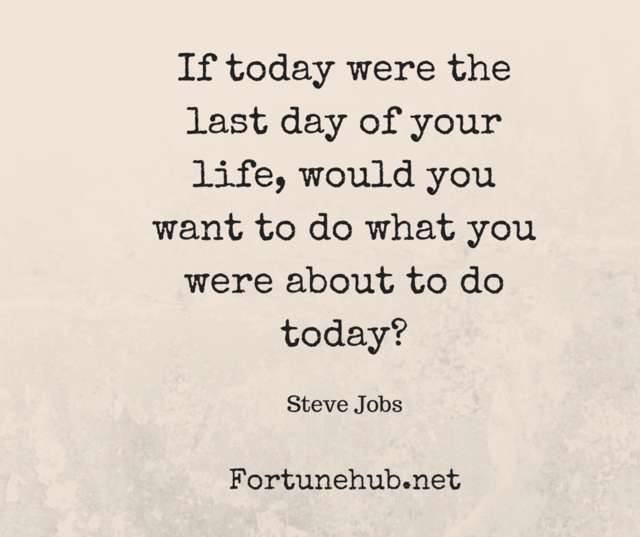 If today were the
last day of your
life, would you
want to do what you
were about to do
today?
Steve Jobs
Fortunehub.net